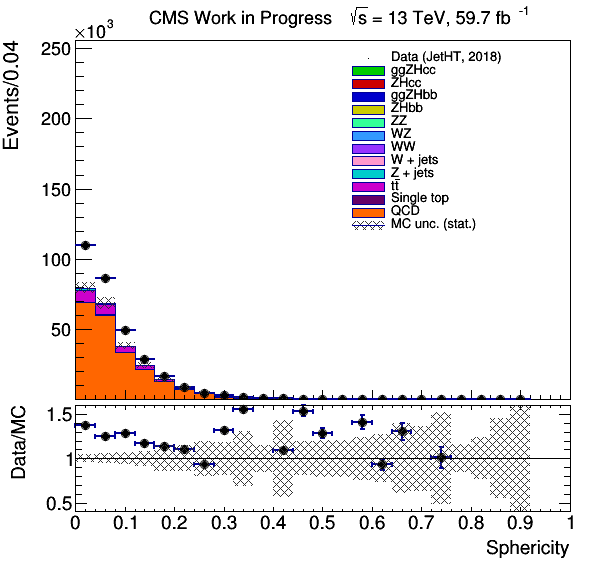 CMS Work in Progress √s = 13 TeV, 59.7 fb -1
×10³
Events/0.04
250
200
150
100
50
Data (JetHT, 2018)
ggZHcc
ZHcc
ggZHbb
ZHbb
ZZ
WZ
WW
W + jets
Z + jets
tt̄
Single top
QCD
MC unc. (stat.)
Data/MC
1.5
1
0.5
0 0.1 0.2 0.3 0.4 0.5 0.6 0.7 0.8 0.9 1
Sphericity